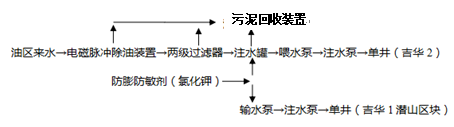 污泥回收装置
油区来水→电磁脉冲除油装置→两级过滤器→注水罐→喂水泵→注水泵→单井（吉华2）
防膨防敏剂（氯化钾）
输水泵→注水泵→单井（吉华1潜山区块）